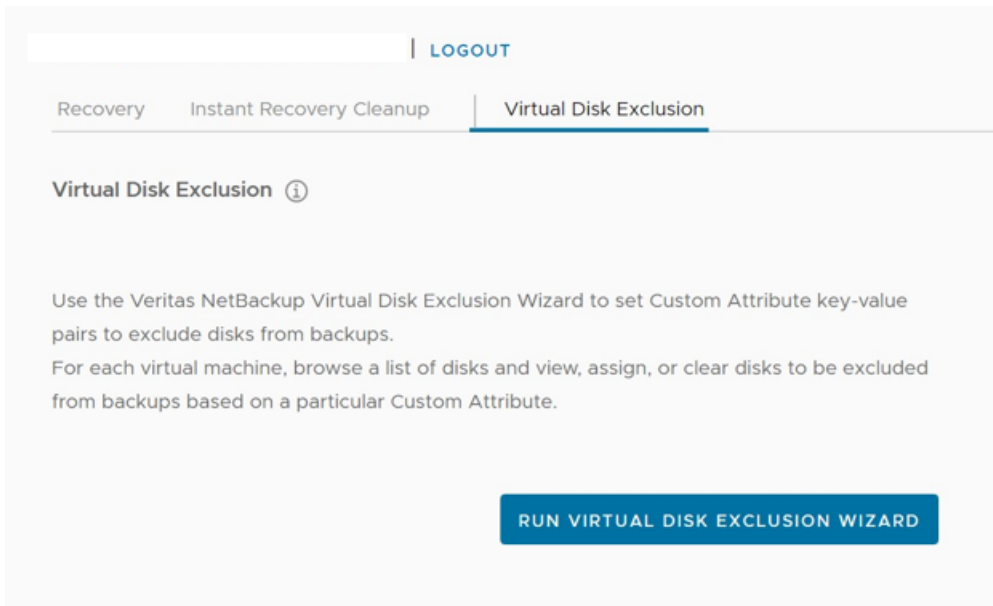 | LOGOUT
Recovery Instant Recovery Cleanup Virtual Disk Exclusion
Virtual Disk Exclusion
Use the Veritas NetBackup Virtual Disk Exclusion Wizard to set Custom Attribute key-value
pairs to exclude disks from backups.
For each virtual machine, browse a list of disks and view, assign, or clear disks to be excluded
from backups based on a particular Custom Attribute.
RUN VIRTUAL DISK EXCLUSION WIZARD